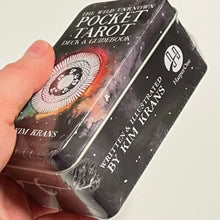 THE WILD UNKNOWN
POCKET
TAROT
DECK & GUIDEBOOK
KIM KRANS
HarperOne
WRITTEN & ILLUSTRATED
BY KIM KRANS